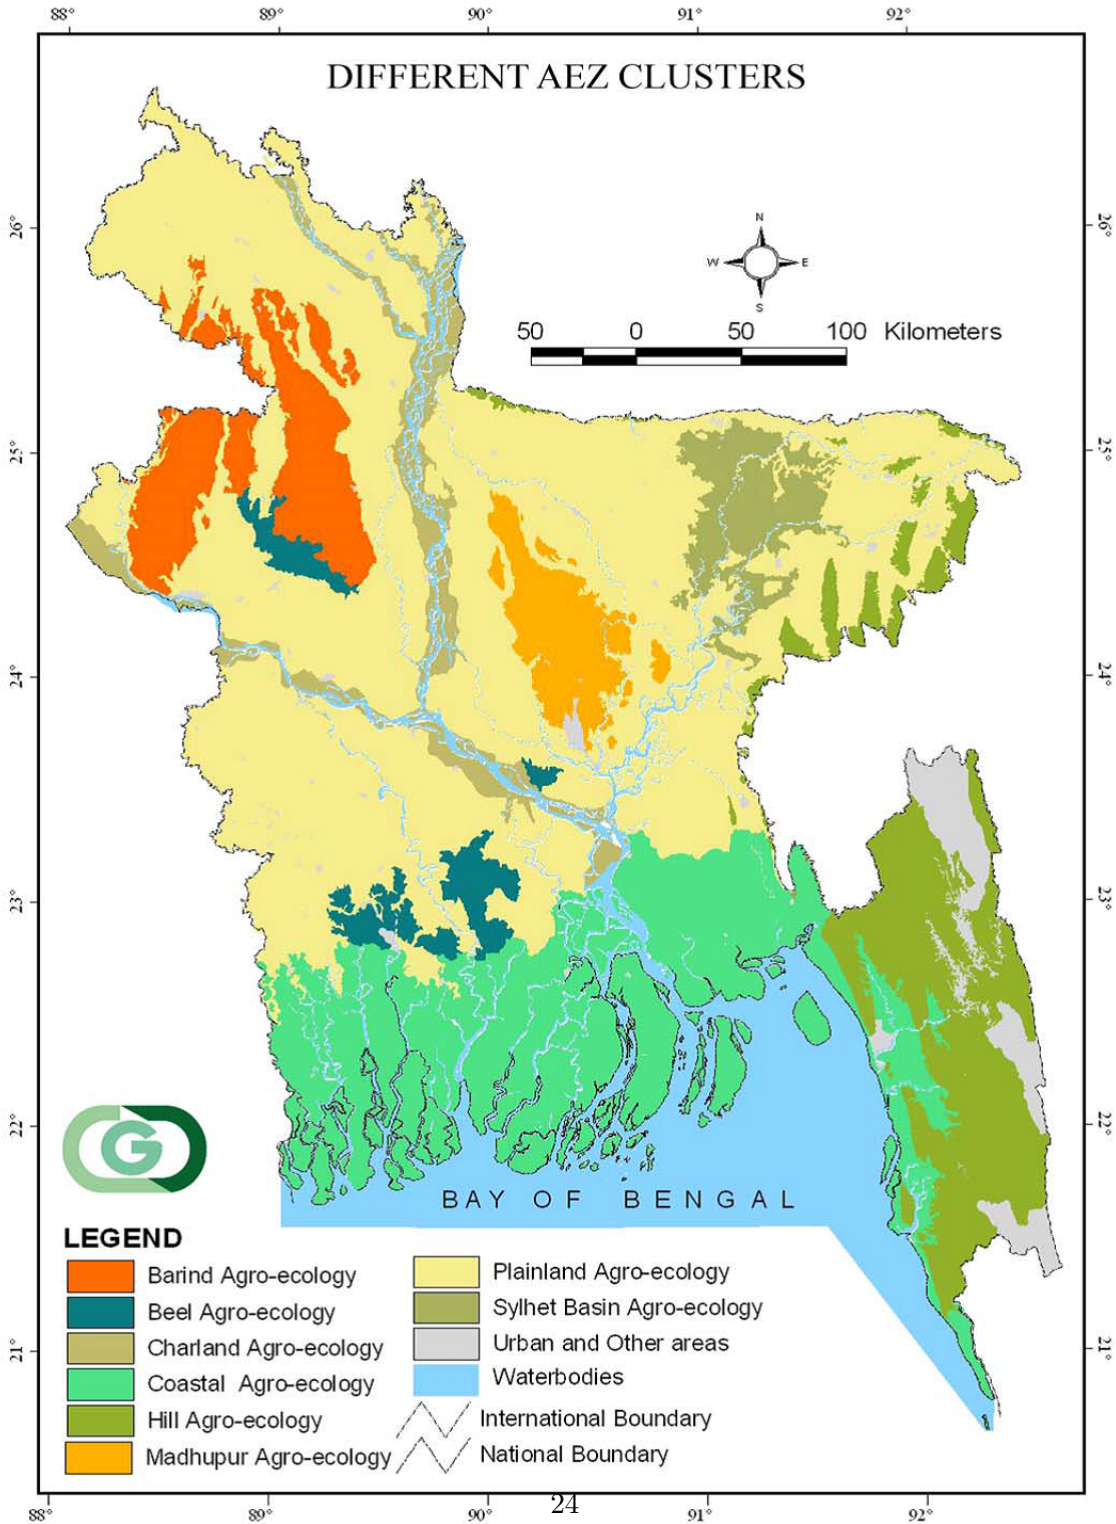 88° 89° 90° 91° 92°
DIFFERENT AEZ CLUSTERS
N
W E
S
26° 26°
50 0 50 100 Kilometers
25° 25°
24° 24°
23° 23°
22° 22°
G
BAY OF BENGAL
LEGEND
Barind Agro-ecology
Beel Agro-ecology
Charland Agro-ecology
Coastal Agro-ecology
Hill Agro-ecology
Madhupur Agro-ecology
Plainland Agro-ecology
Sylhet Basin Agro-ecology
Urban and Other areas
Waterbodies
International Boundary
National Boundary
21° 21°
24
88° 89° 90° 91° 92°